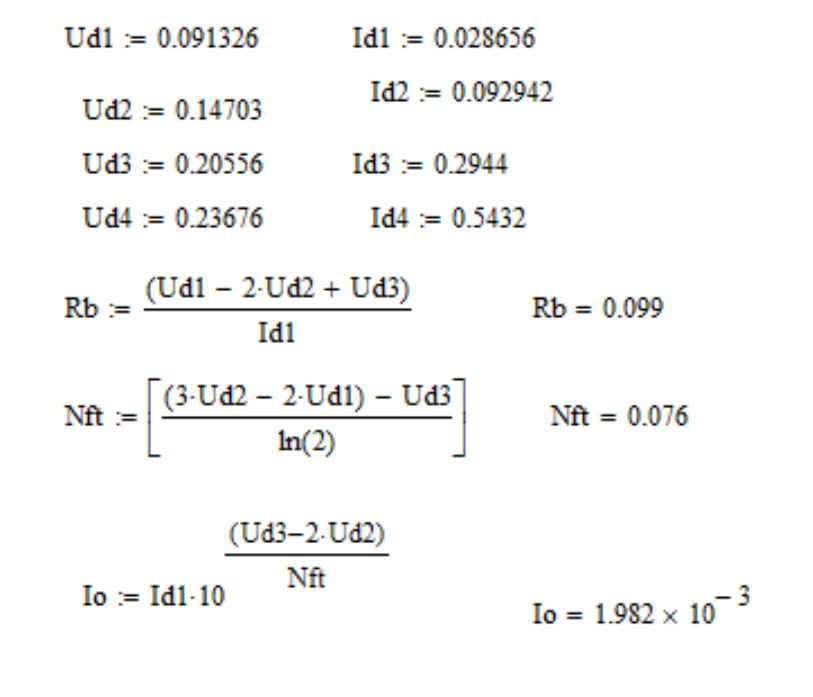 Ud1 := 0.091326 Id1 := 0.028656
Id2 := 0.092942
Ud2 := 0.14703
Ud3 := 0.20556 Id3 := 0.2944
Ud4 := 0.23676 Id4 := 0.5432
Rb := (Ud1 − 2·Ud2 + Ud3) / Id1 Rb = 0.099
Nft := [((3·Ud2 − 2·Ud1) − Ud3) / ln(2)] Nft = 0.076
Io := Id1·10^((Ud3−2·Ud2) / Nft) Io = 1.982 × 10^−3